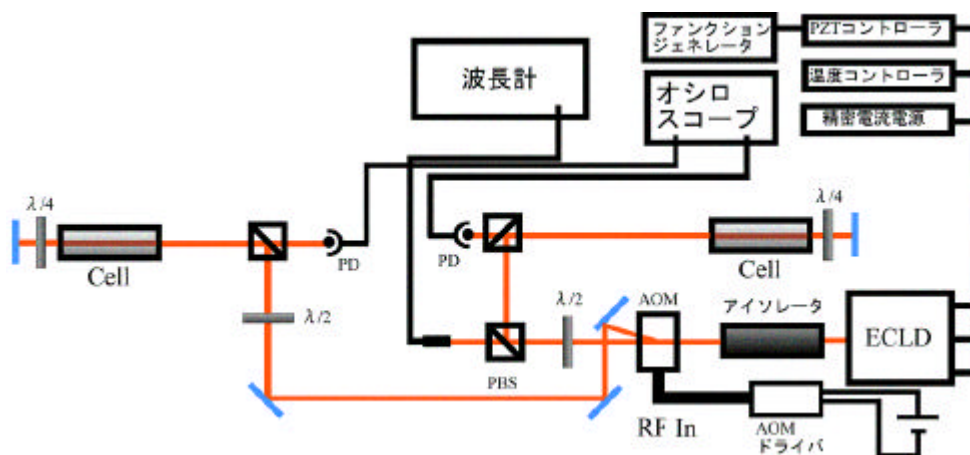 ファンクション
ジェネレータ
PZTコントローラ
波長計
オシロ
スコープ
温度コントローラ
精密電流電源
λ/4
Cell
PD
PD
λ/4
Cell
λ/2
λ/2
AOM
アイソレータ
ECLD
PBS
RF In
AOM
ドライバ